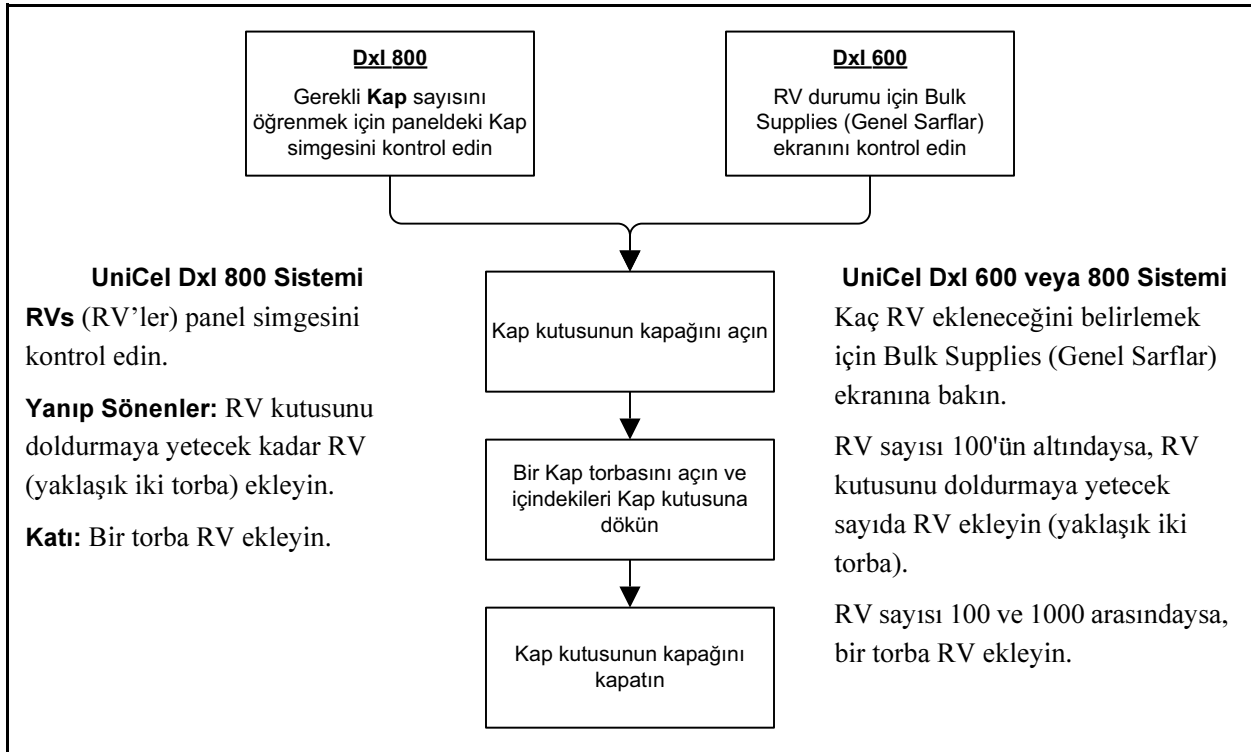 DxI 800
Gerekli Kap sayısını
öğrenmek için paneldeki Kap
simgesini kontrol edin
DxI 600
RV durumu için Bulk
Supplies (Genel Sarflar)
ekranını kontrol edin
UniCel DxI 800 Sistemi
RVs (RV’ler) panel simgesini
kontrol edin.
Yanıp Sönenler: RV kutusunu
doldurmaya yetecek kadar RV
(yaklaşık iki torba) ekleyin.
Katı: Bir torba RV ekleyin.
Kap kutusunun kapağını açın
Bir Kap torbasını açın ve
içindekileri Kap kutusuna
dökün
Kap kutusunun kapağını
kapatın
UniCel DxI 600 veya 800 Sistemi
Kaç RV ekleneceğini belirlemek
için Bulk Supplies (Genel Sarflar)
ekranına bakın.
RV sayısı 100'ün altındaysa, RV
kutusunu doldurmaya yetecek
sayıda RV ekleyin (yaklaşık iki
torba).
RV sayısı 100 ve 1000 arasındaysa,
bir torba RV ekleyin.